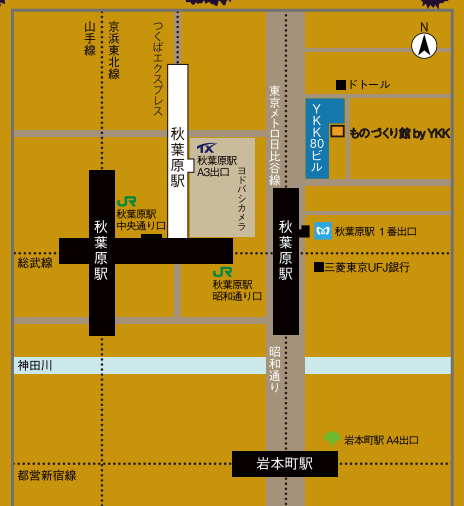 山手線
京浜東北線
つくばエクスプレス
N
ドトール
東京メトロ日比谷線
YKK80ビル
ものづくり館 by YKK
秋葉原駅
TX
秋葉原駅
A3出口
ヨドバシカメラ
JR
秋葉原駅
中央通り口
秋葉原駅
秋葉原駅
秋葉原駅 1番出口
総武線
JR
秋葉原駅
昭和通り口
三菱東京UFJ銀行
昭和通り
神田川
岩本町駅 A4出口
岩本町駅
都営新宿線